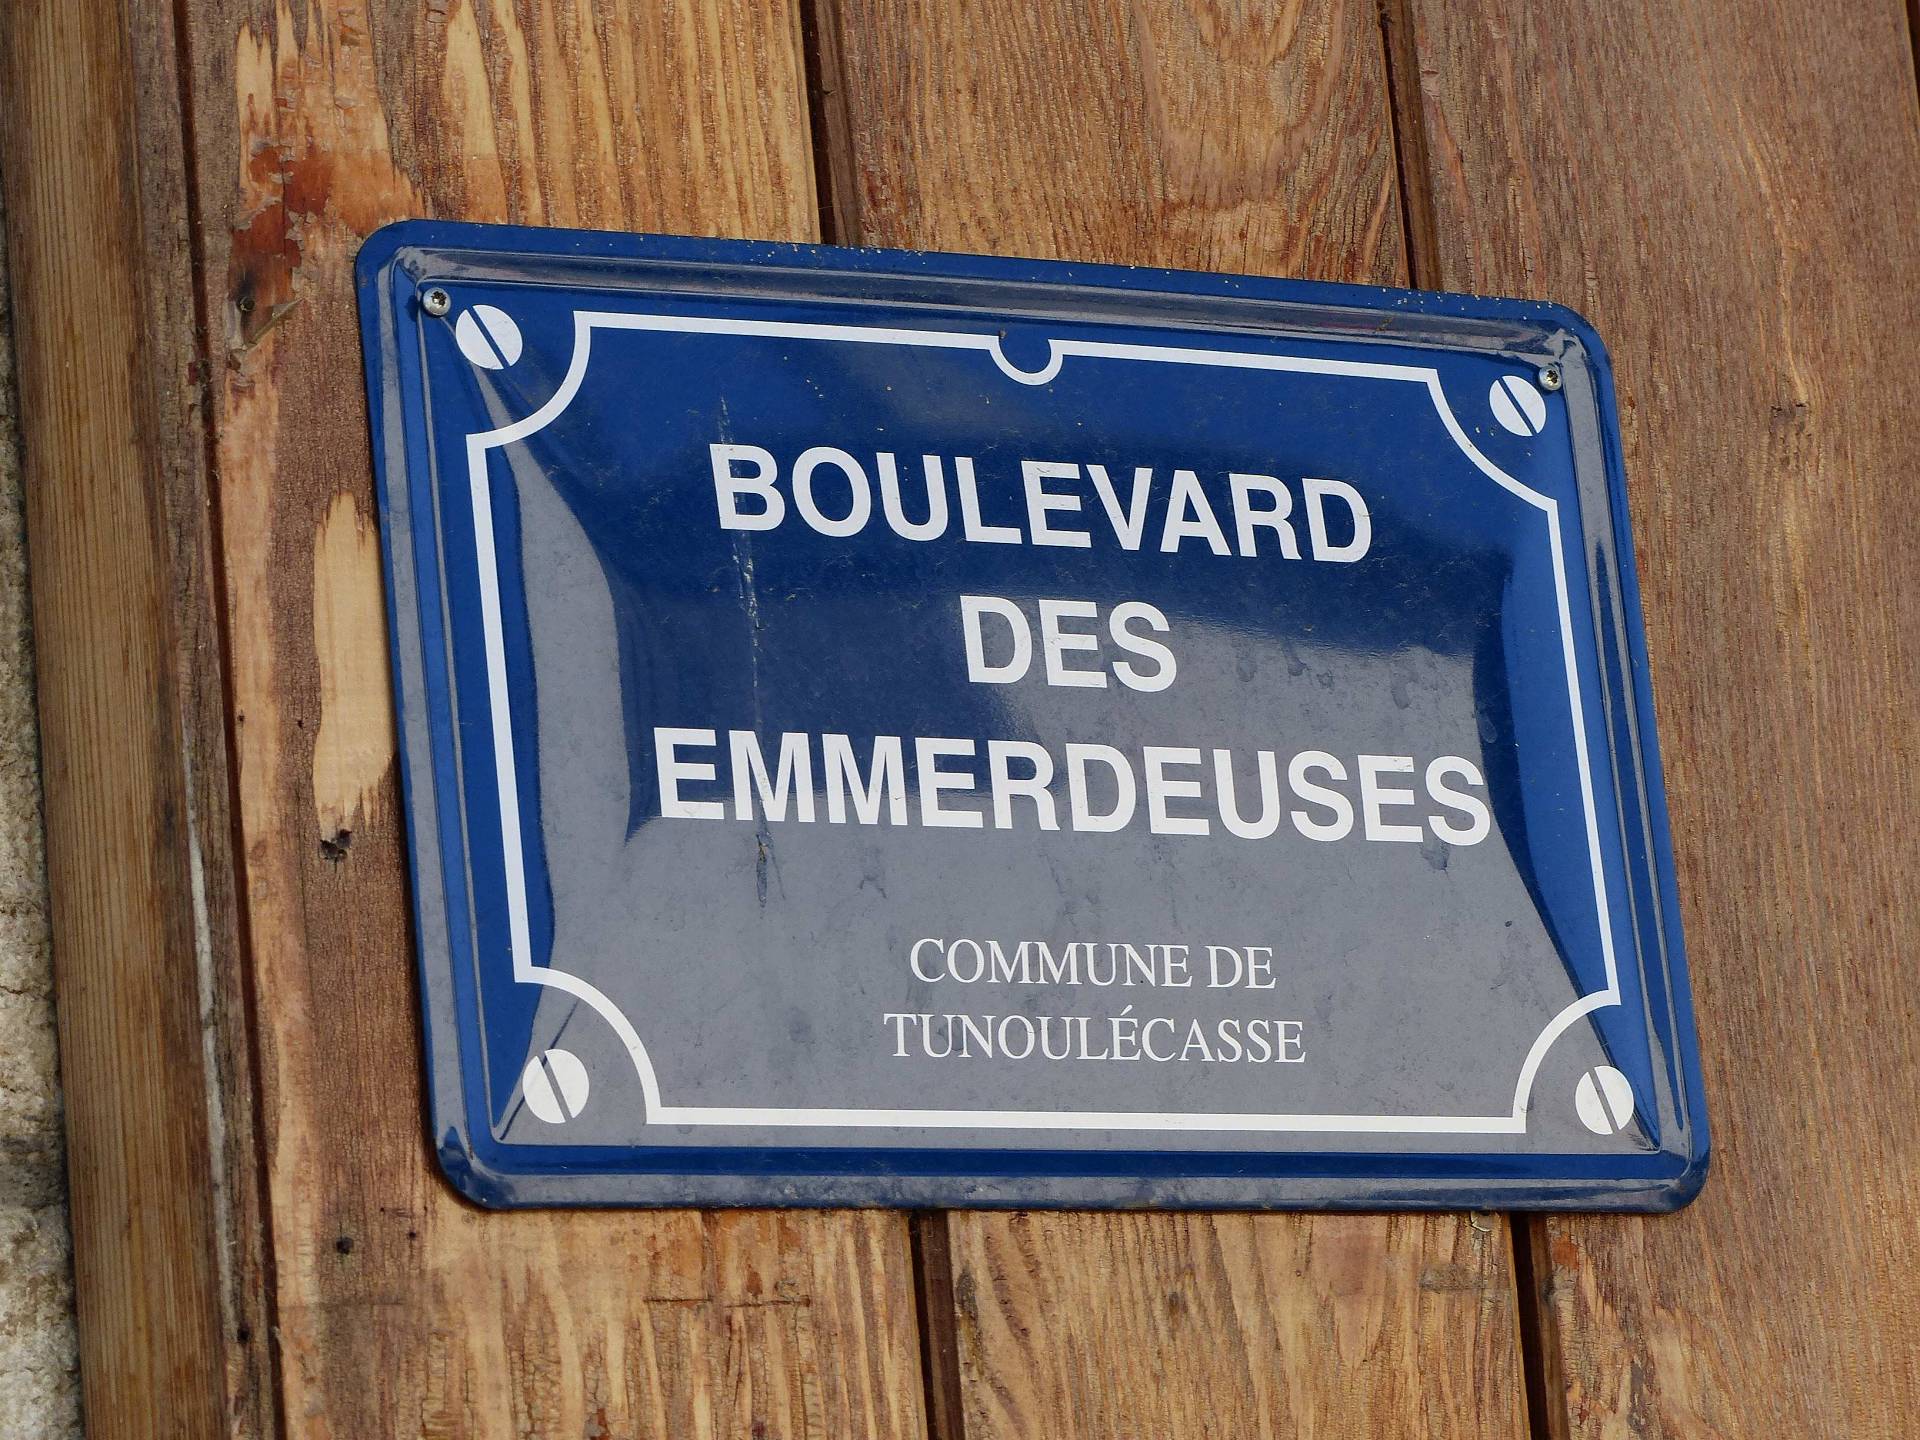 BOULEVARD
DES
EMMERDEUSES
COMMUNE DE
TUNOULÉCASSE